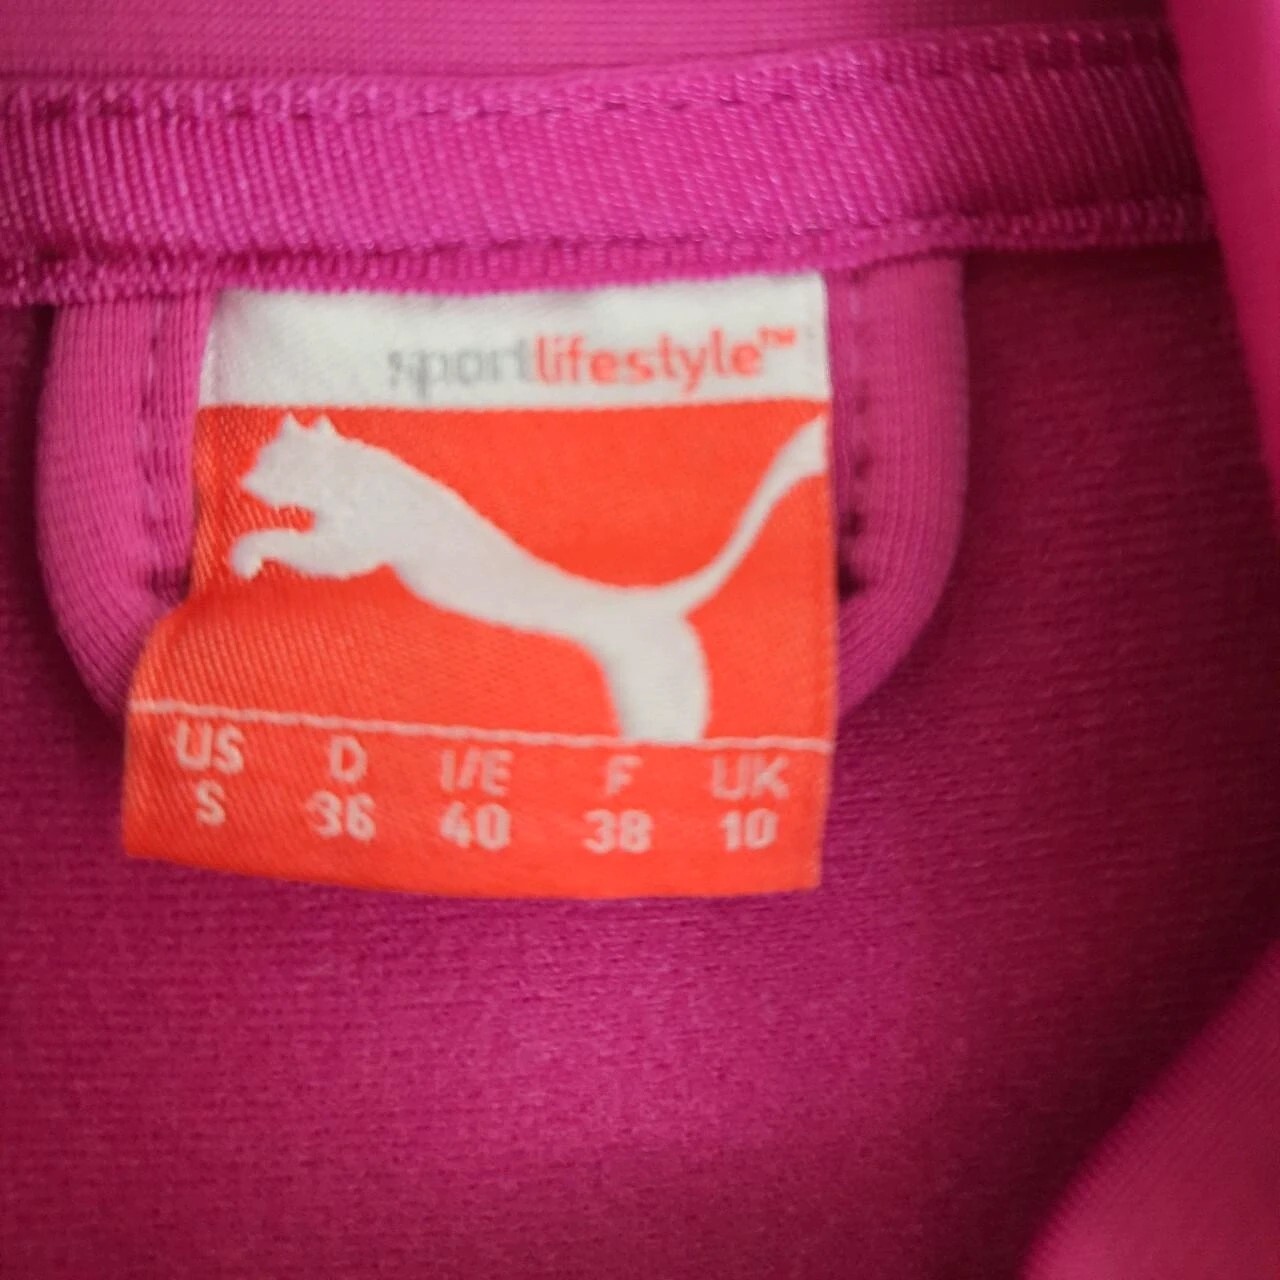 sportlifestyle™
US D I/E F UK
S 36 40 38 10